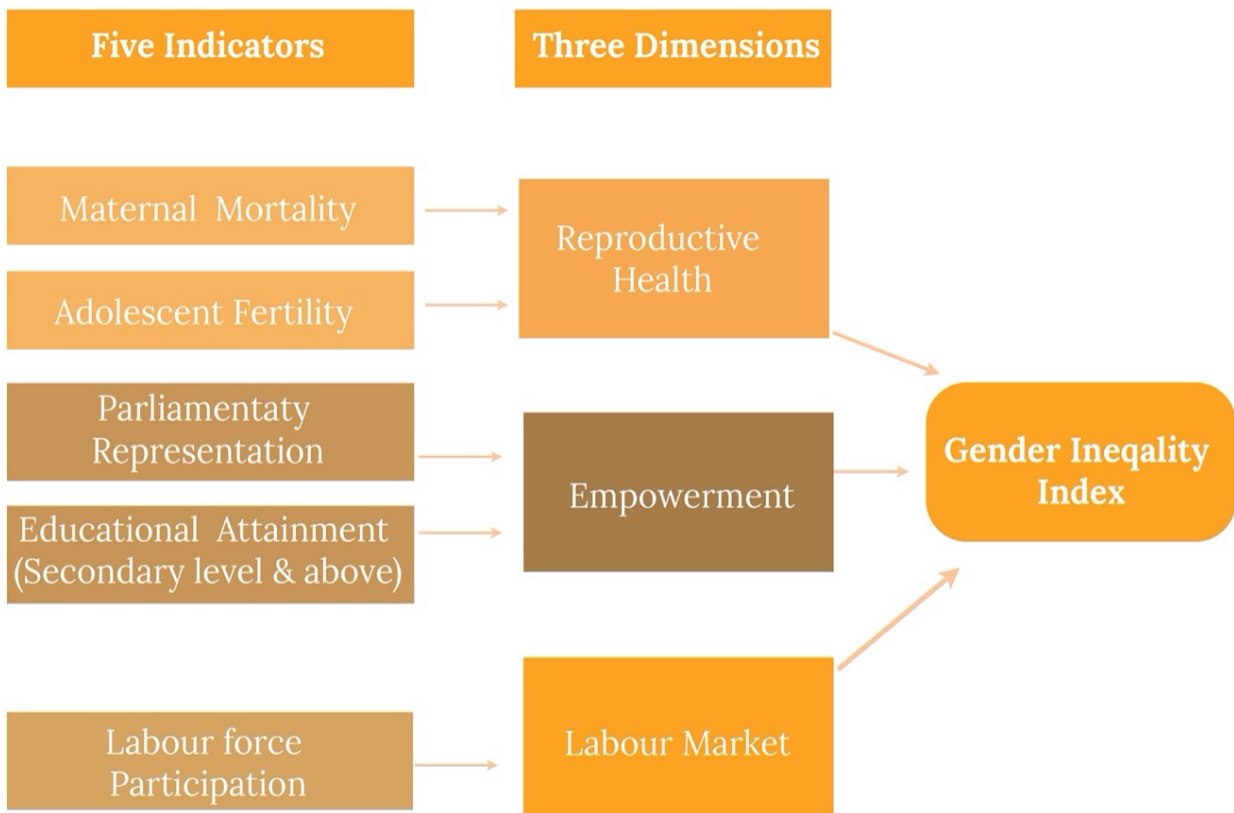 Five Indicators
Three Dimensions
Maternal Mortality
Adolescent Fertility
Reproductive
Health
Parliamentaty
Representation
Educational Attainment
(Secondary level & above)
Empowerment
Gender Ineqality
Index
Labour force
Participation
Labour Market